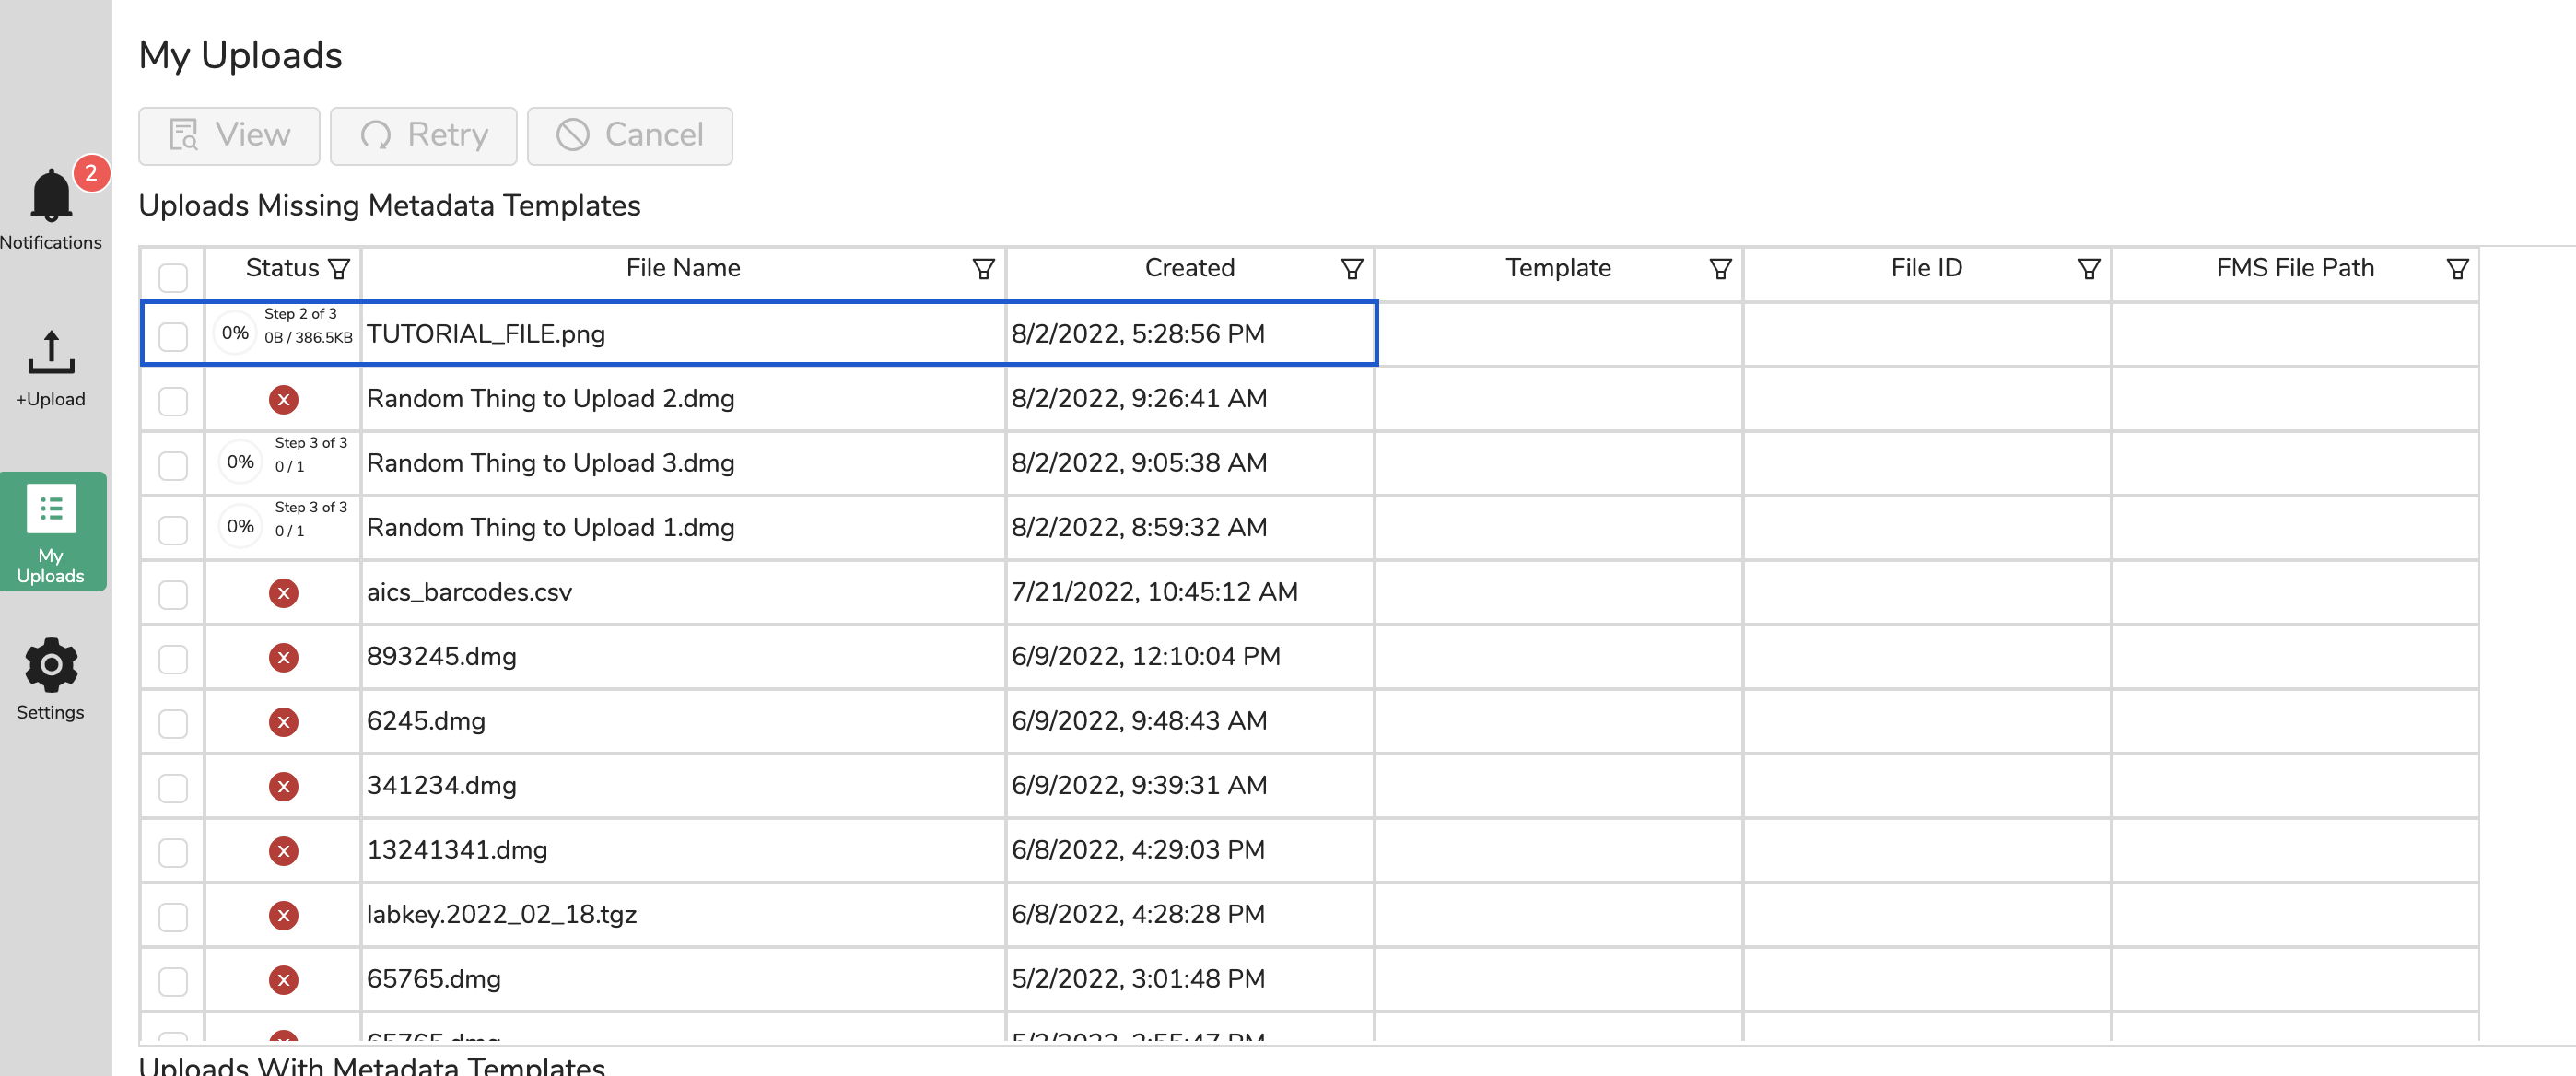 My Uploads
View Retry Cancel
2
Notifications
+Upload
My
Uploads
Settings
Uploads Missing Metadata Templates
Status File Name Created Template File ID FMS File Path
0% Step 2 of 3 0B / 386.5KB TUTORIAL_FILE.png 8/2/2022, 5:28:56 PM
x Random Thing to Upload 2.dmg 8/2/2022, 9:26:41 AM
0% Step 3 of 3 0 / 1 Random Thing to Upload 3.dmg 8/2/2022, 9:05:38 AM
0% Step 3 of 3 0 / 1 Random Thing to Upload 1.dmg 8/2/2022, 8:59:32 AM
x aics_barcodes.csv 7/21/2022, 10:45:12 AM
x 893245.dmg 6/9/2022, 12:10:04 PM
x 6245.dmg 6/9/2022, 9:48:43 AM
x 341234.dmg 6/9/2022, 9:39:31 AM
x 13241341.dmg 6/8/2022, 4:29:03 PM
x labkey.2022_02_18.tgz 6/8/2022, 4:28:28 PM
x 65765.dmg 5/2/2022, 3:01:48 PM
Uploads With Metadata Templates